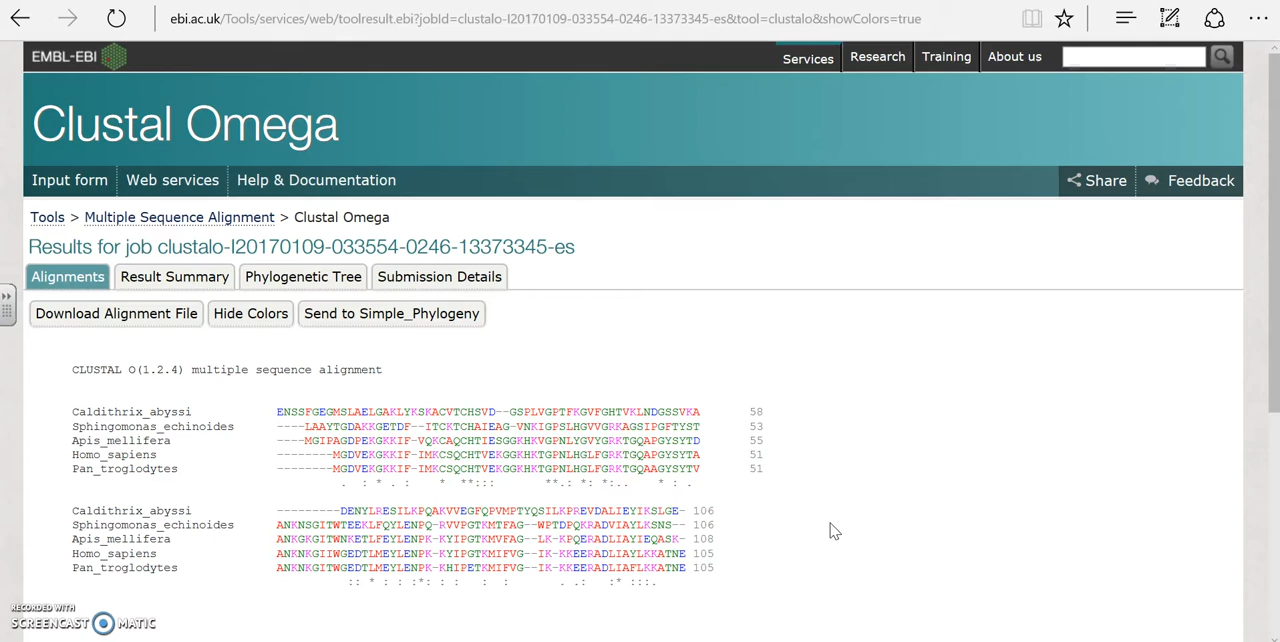 ebi.ac.uk/Tools/services/web/toolresult.ebi?jobId=clustalo-I20170109-033554-0246-13373345-es&tool=clustalo&showColors=true
EMBL-EBI Services Research Training About us
Clustal Omega
Input form Web services Help & Documentation Share Feedback
Tools > Multiple Sequence Alignment > Clustal Omega
Results for job clustalo-I20170109-033554-0246-13373345-es
Alignments Result Summary Phylogenetic Tree Submission Details
Download Alignment File Hide Colors Send to Simple_Phylogeny
CLUSTAL O(1.2.4) multiple sequence alignment
Caldithrix_abyssi ENSSFGEGMSLAELGAKLYKSKACVTCHSVD--GSPLVGPTFKGVFGHTVKLNDGSSVKA 58
Sphingomonas_echinoides ----LAAYTGDAKKGETDF--ITCKTCHAIEAG-VNKIGPSLHGVVGRKAGSIPGFTYST 53
Apis_mellifera ----MGIPAGDPEKGKKIF-VQKCAQCHTIESGGKHKVGPNLYGVYGRKTGQAPGYSYTD 55
Homo_sapiens --------MGDVEKGKKIF-IMKCSQCHTVEKGGKHKTGPNLHGLFGRKTGQAPGYSYTA 51
Pan_troglodytes --------MGDVEKGKKIF-IMKCSQCHTVEKGGKHKTGPNLHGLFGRKTGQAAGYSYTV 51
. : * . : * **::: **.: *: *:.. * : .
Caldithrix_abyssi ---------DENYLRESILKPQAKVVEGFQPVMPTYQSILKPREVDALIEYIKSLGE- 106
Sphingomonas_echinoides ANKNSGITWTEEKLFQYLENPQ-RVVPGTKMTFAG--WPTDPQKRADVIAYLKSNS-- 106
Apis_mellifera ANKGKGITWNKETLFEYLENPK-KYIPGTKMVFAG--LK-KPQERADLIAYIEQASK- 108
Homo_sapiens ANKNKGIIWGEDTLMEYLENPK-KYIPGTKMIFVG--IK-KKEERADLIAYLKKATNE 105
Pan_troglodytes ANKNKGITWGEDTLMEYLENPK-KHIPETKMIFVG--IK-KKEERADLIAFLKKATNE 105
:: * : : :*: : : : . .: :* :::.
RECORDED WITH
SCREENCAST MATIC